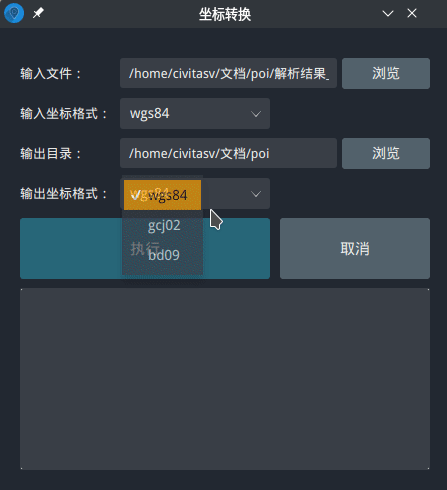 坐标转换
输入文件： /home/civitasv/文档/poi/解析结果_ 浏览
输入坐标格式： wgs84
输出目录： /home/civitasv/文档/poi 浏览
输出坐标格式： wgs84
✓ wgs84
gcj02
bd09
执行 取消